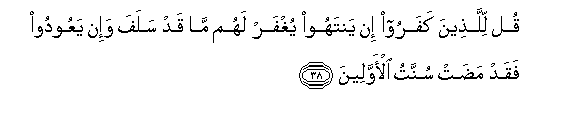 قُل لِّلَّذِينَ كَفَرُوٓا۟ إِن يَنتَهُوا۟ يُغْفَرْ لَهُم مَّا قَدْ سَلَفَ وَإِن يَعُودُوا۟
فَقَدْ مَضَتْ سُنَّتُ ٱلْأَوَّلِينَ ٣٨